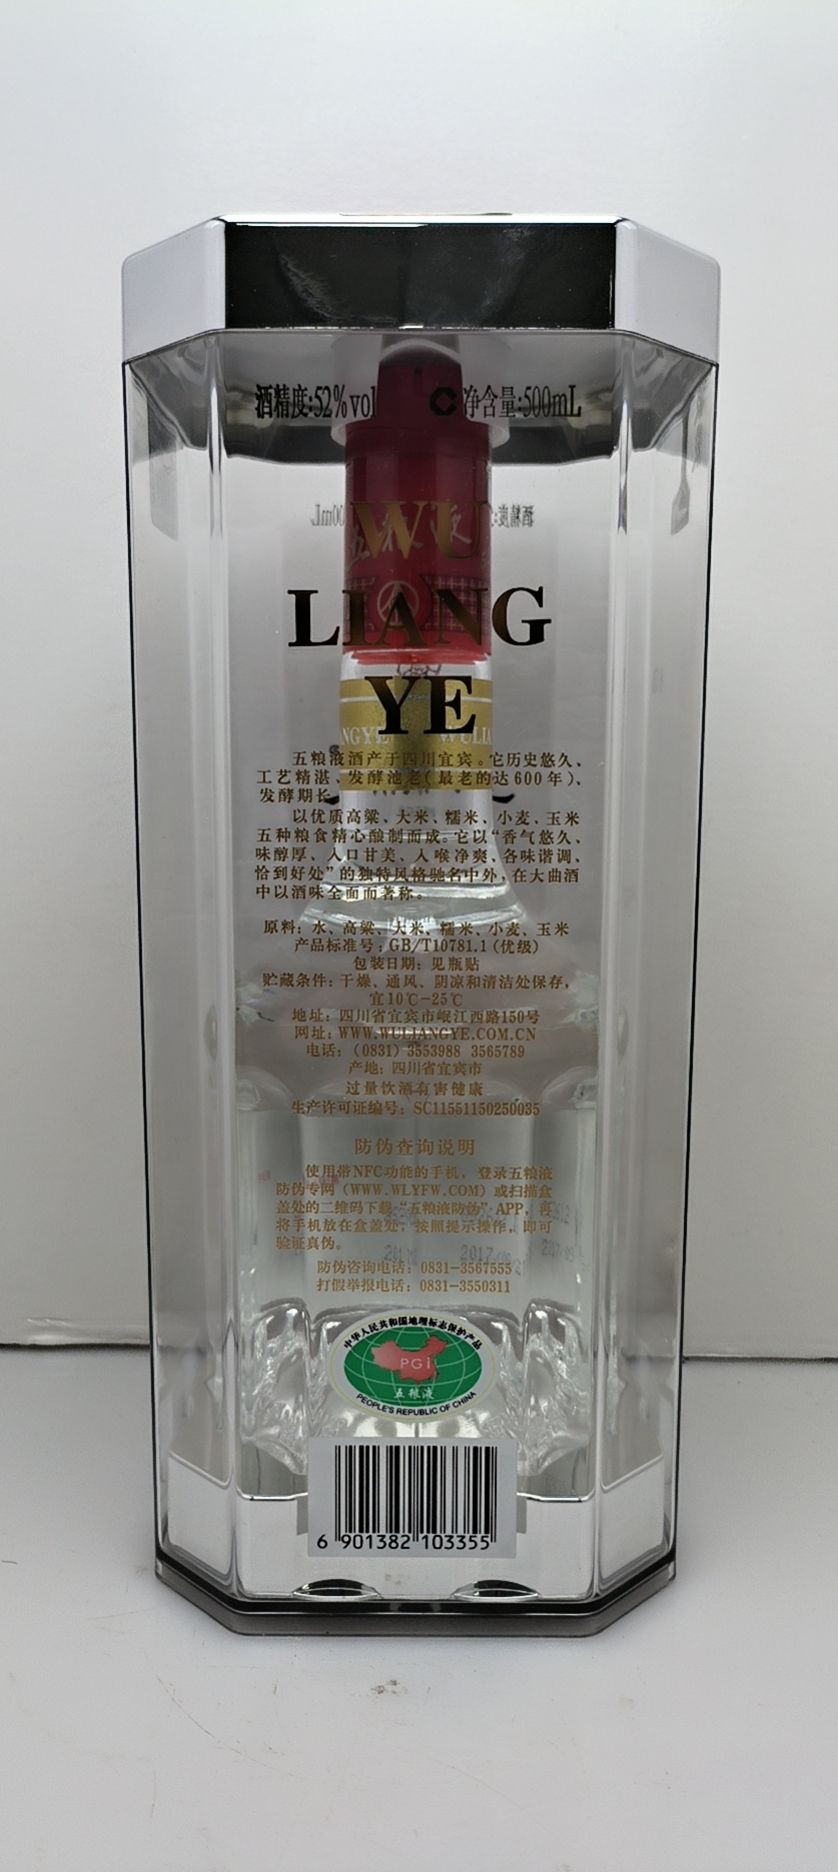 酒精度:52%vol
净含量:500mL
WU
LIANG
YE
五粮液酒产于四川宜宾。它历史悠久、
工艺精湛、发酵池老(最老的达600年)、
发酵期长、
以优质高粱、大米、糯米、小麦、玉米
五种粮食精心酿制而成。它以“香气悠久、
味醇厚、入口甘美、入喉净爽、各味谐调、
恰到好处”的独特风格驰名中外,在大曲酒
中以酒味全面而著称。
原料: 水、高粱、大米、糯米、小麦、玉米
产品标准号: GB/T10781.1 (优级)
包装日期: 见瓶贴
贮藏条件: 干燥、通风、阴凉和清洁处保存,
宜10℃-25℃
地址: 四川省宜宾市岷江西路150号
网址: WWW.WULIANGYE.COM.CN
电话: (0831) 3553988 3565789
产地: 四川省宜宾市
过量饮酒有害健康
生产许可证编号: SC11551150250035
防伪查询说明
使用带NFC功能的手机, 登录五粮液
防伪专网 (WWW.WLYFW.COM) 或扫描盒
盖处的二维码下载“五粮液防伪”APP, 再
将手机放在盒盖处, 按照提示操作, 即可
验证真伪。
防伪咨询电话: 0831-3567555
打假举报电话: 0831-3550311
中华人民共和国地理标志保护产品
PGI
五粮液
PEOPLE'S REPUBLIC OF CHINA
6 901382 103355